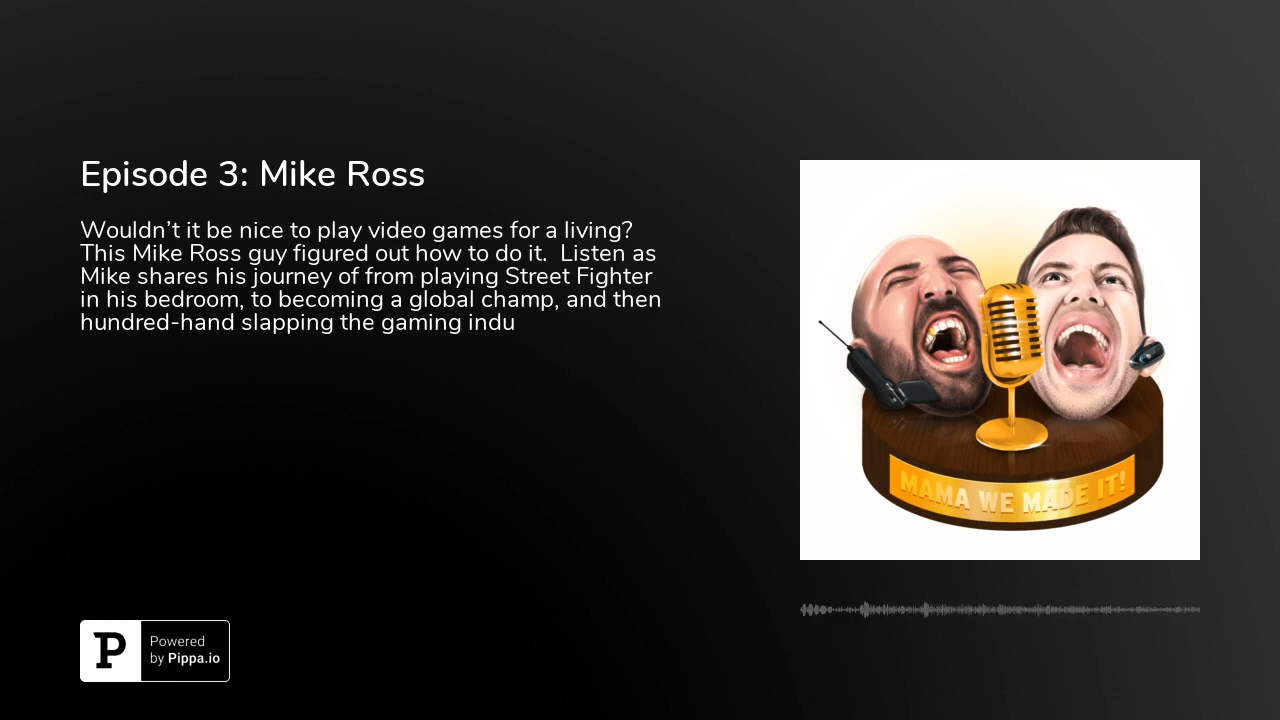 Episode 3: Mike Ross
Wouldn’t it be nice to play video games for a living?
This Mike Ross guy figured out how to do it.  Listen as
Mike shares his journey of from playing Street Fighter
in his bedroom, to becoming a global champ, and then
hundred-hand slapping the gaming indu
MAMA WE MADE IT!
P
Powered
by Pippa.io